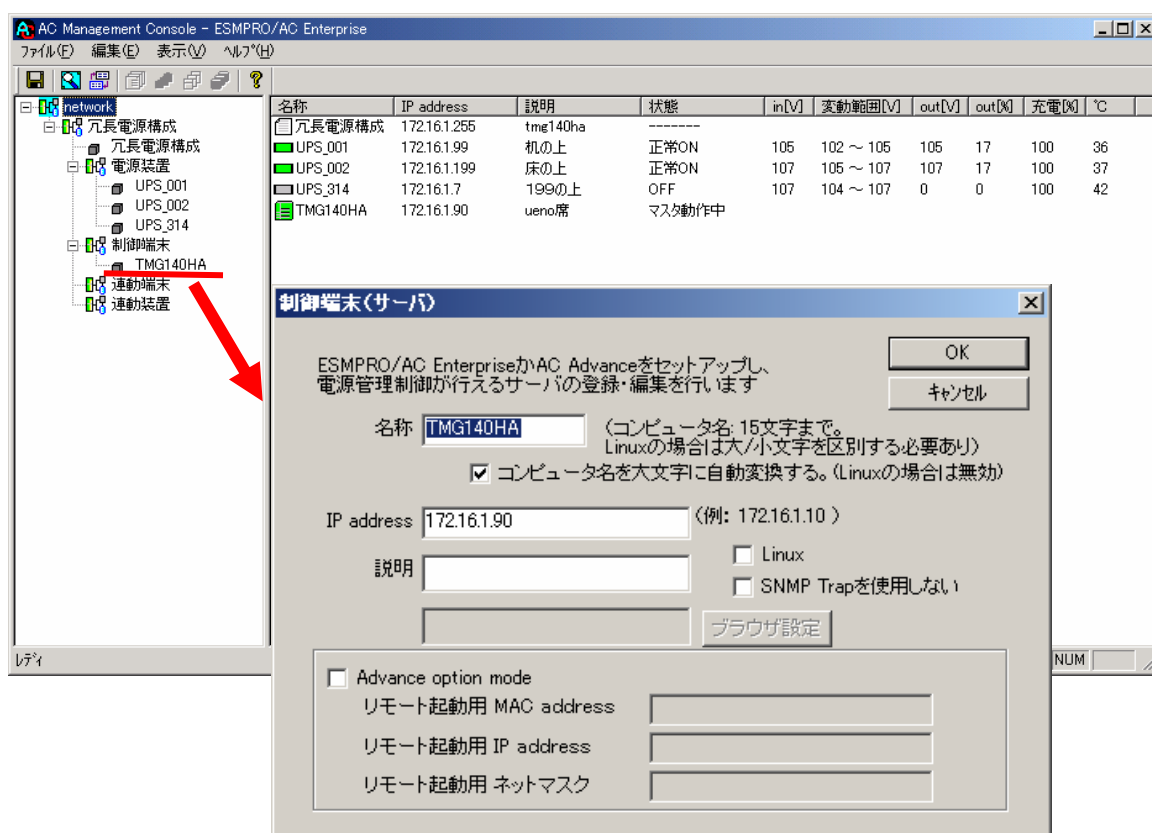 AC Management Console - ESMPRO/AC Enterprise
ファイル(F) 編集(E) 表示(V) ヘルプ(H)
network
冗長電源構成
冗長電源構成
電源装置
UPS_001
UPS_002
UPS_314
制御端末
TMG140HA
連動端末
連動装置
名称 IP address 説明 状態 in[V] 変動範囲[V] out[V] out[%] 充電[%] ℃
冗長電源構成 172.16.1.255 tmg140ha -------
UPS_001 172.16.1.99 机の上 正常ON 105 102 ～ 105 105 17 100 36
UPS_002 172.16.1.199 床の上 正常ON 107 105 ～ 107 107 17 100 37
UPS_314 172.16.1.7 199の上 OFF 107 104 ～ 107 0 0 100 42
TMG140HA 172.16.1.90 ueno席 マスタ動作中
制御端末(サーバ)
ESMPRO/AC EnterpriseかAC Advanceをセットアップし、
電源管理制御が行えるサーバの登録・編集を行います
OK
キャンセル
名称 TMG140HA (コンピュータ名: 15文字まで。
Linuxの場合は大/小文字を区別する必要あり)
コンピュータ名を大文字に自動変換する。(Linuxの場合は無効)
IP address 172.16.1.90 (例: 172.16.1.10 )
説明
Linux
SNMP Trapを使用しない
ブラウザ設定
Advance option mode
リモート起動用 MAC address
リモート起動用 IP address
リモート起動用 ネットマスク
レディ
NUM